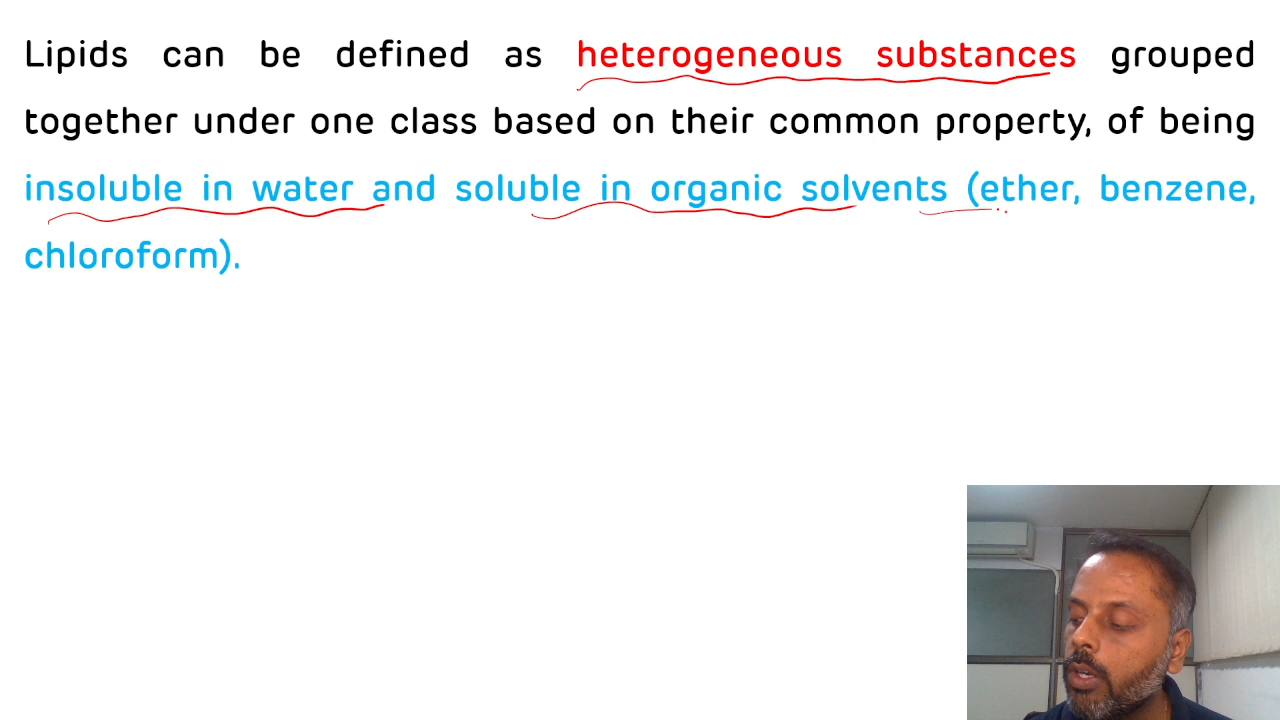 Lipids can be defined as heterogeneous substances grouped
together under one class based on their common property, of being
insoluble in water and soluble in organic solvents (ether, benzene,
chloroform).